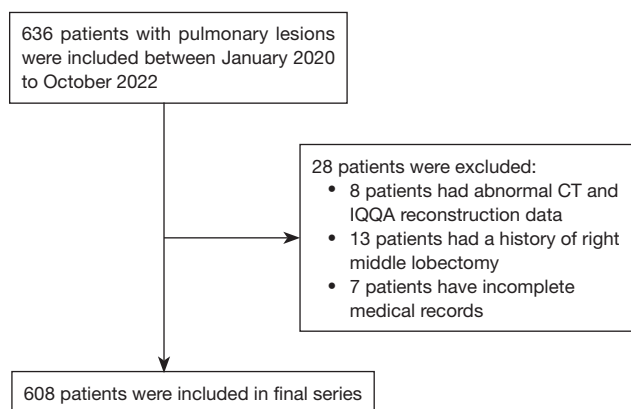 636 patients with pulmonary lesions
were included between January 2020
to October 2022
28 patients were excluded:
• 8 patients had abnormal CT and
IQQA reconstruction data
• 13 patients had a history of right
middle lobectomy
• 7 patients have incomplete
medical records
608 patients were included in final series